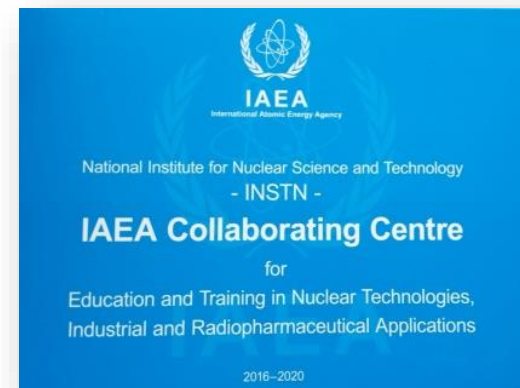 IAEA
International Atomic Energy Agency
National Institute for Nuclear Science and Technology
- INSTN -
IAEA Collaborating Centre
for
Education and Training in Nuclear Technologies,
Industrial and Radiopharmaceutical Applications
IAEA
2016–2020